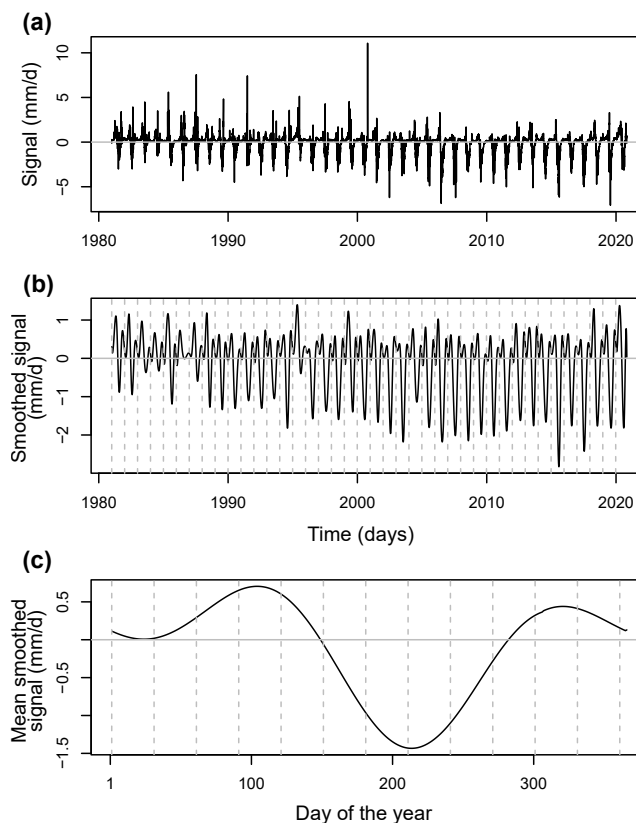 (a)
Signal (mm/d)
10
5
0
−5
1980
1990
2000
2010
2020
(b)
Smoothed signal
(mm/d)
1
0
−1
−2
1980
1990
2000
2010
2020
Time (days)
(c)
Mean smoothed
signal (mm/d)
0.5
−0.5
−1.5
1
100
200
300
Day of the year